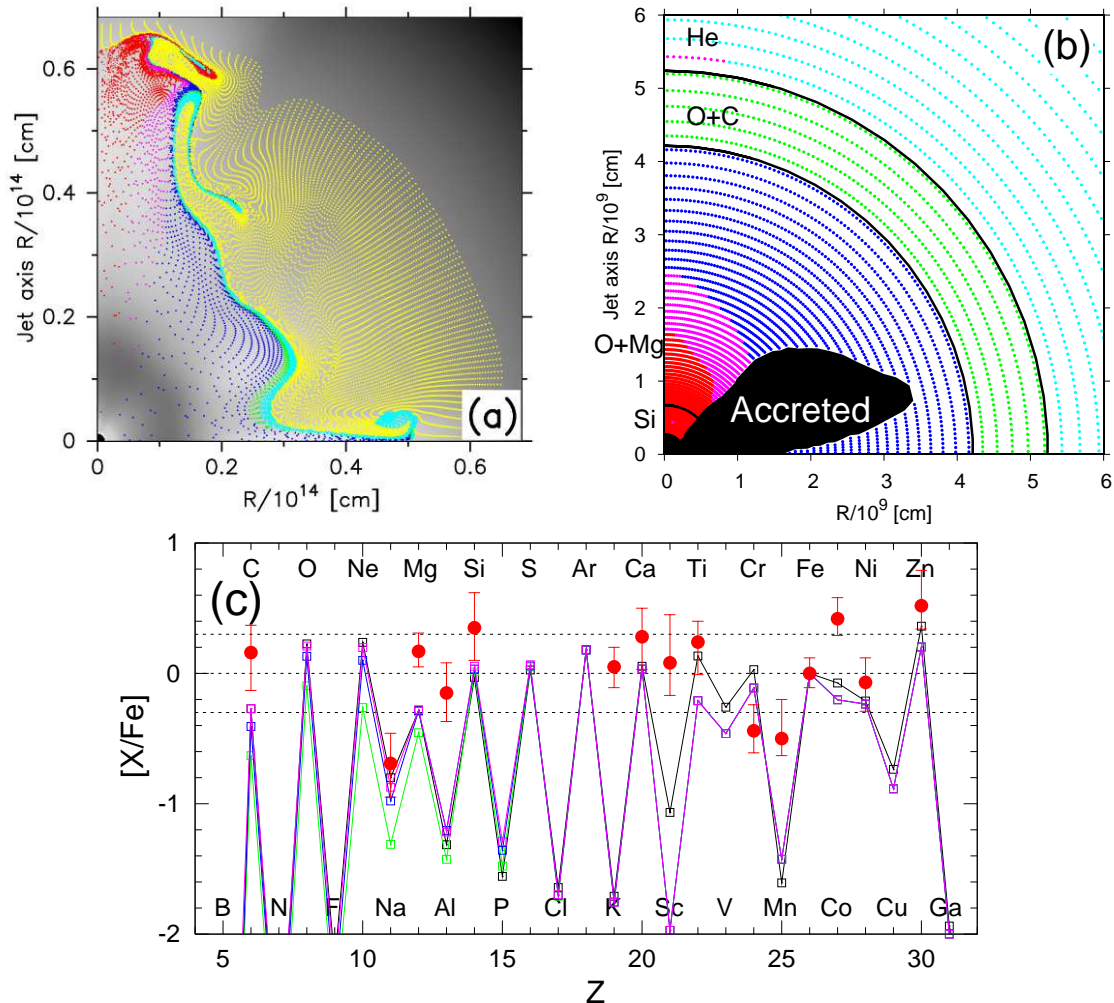 Jet axis R/10^14 [cm]
0.6
0.4
0.2
0
0
0.2
0.4
0.6
R/10^14 [cm]
(a)
Jet axis R/10^9 [cm]
6
5
4
3
2
1
0
0
1
2
3
4
5
6
R/10^9 [cm]
(b)
He
O+C
O+Mg
Si
Accreted
(c)
[X/Fe]
1
0
-1
-2
C
O
Ne
Mg
Si
S
Ar
Ca
Ti
Cr
Fe
Ni
Zn
B
N
F
Na
Al
P
Cl
K
Sc
V
Mn
Co
Cu
Ga
5
10
15
20
25
30
Z